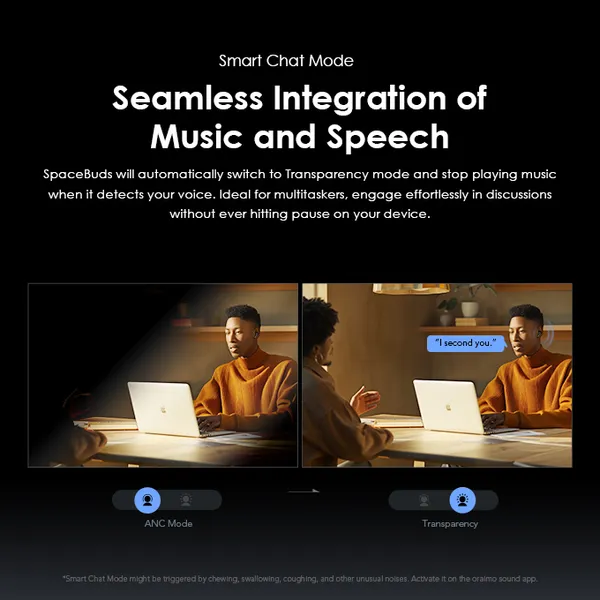 Smart Chat Mode
Seamless Integration of
Music and Speech
SpaceBuds will automatically switch to Transparency mode and stop playing music
when it detects your voice. Ideal for multitaskers, engage effortlessly in discussions
without ever hitting pause on your device.
"I second you."
ANC Mode
Transparency
*Smart Chat Mode might be triggered by chewing, swallowing, coughing, and other unusual noises. Activate it on the oraimo sound app.